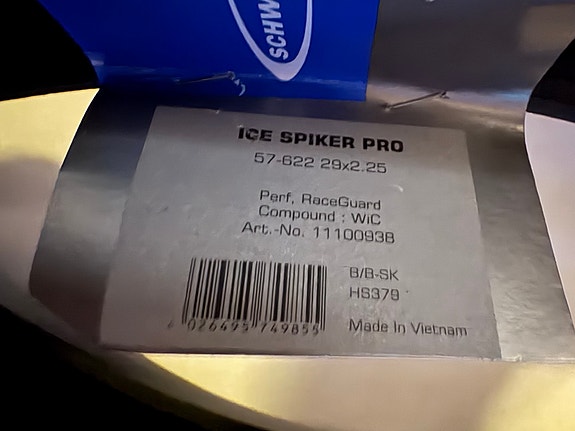 SCHW
ICE SPIKER PRO
57-622 29x2.25
Perf, RaceGuard
Compound : WiC
Art.-No. 11100938
B/B-SK
HS379
4 026495 749855
Made In Vietnam